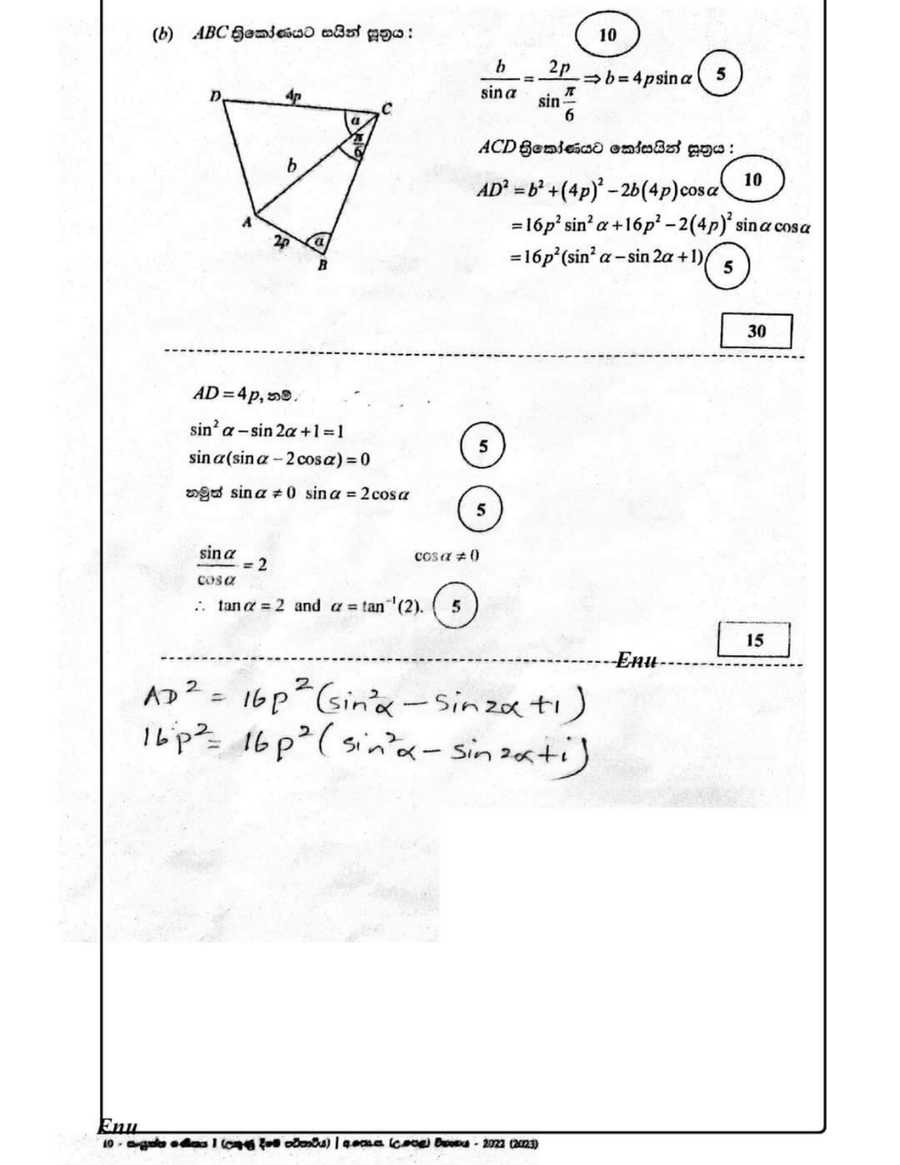 (b) ABC ත්‍රිකෝණයට සයින් සූත්‍රය :
10
b/sin α = 2p/sin π/6 ⇒ b = 4p sin α
5
D 4p C
α
π/6
b
A
2p α
B
ACD ත්‍රිකෝණයට කෝසයින් සූත්‍රය :
AD² = b² + (4p)² − 2b(4p)cos α
10
= 16p² sin² α + 16p² − 2(4p)² sin α cos α
= 16p²(sin² α − sin 2α + 1)
5
30
AD = 4p, නම්.
sin² α − sin 2α + 1 = 1
5
sin α(sin α − 2 cos α) = 0
නමුත් sin α ≠ 0 sin α = 2 cos α
5
sin α/cos α = 2 cos α ≠ 0
∴ tan α = 2 and α = tan⁻¹(2).
5
15
Enu
AD² = 16p² (sin²α − sin 2α + 1)
16p² = 16p² (sin²α − sin 2α + 1)
Enu
10 - සංයුක්ත ගණිතය I (ලකුණු දීමේ පටිපාටිය) | අ.පො.ස. (උ.පෙළ) විභාගය - 2022 (2023)